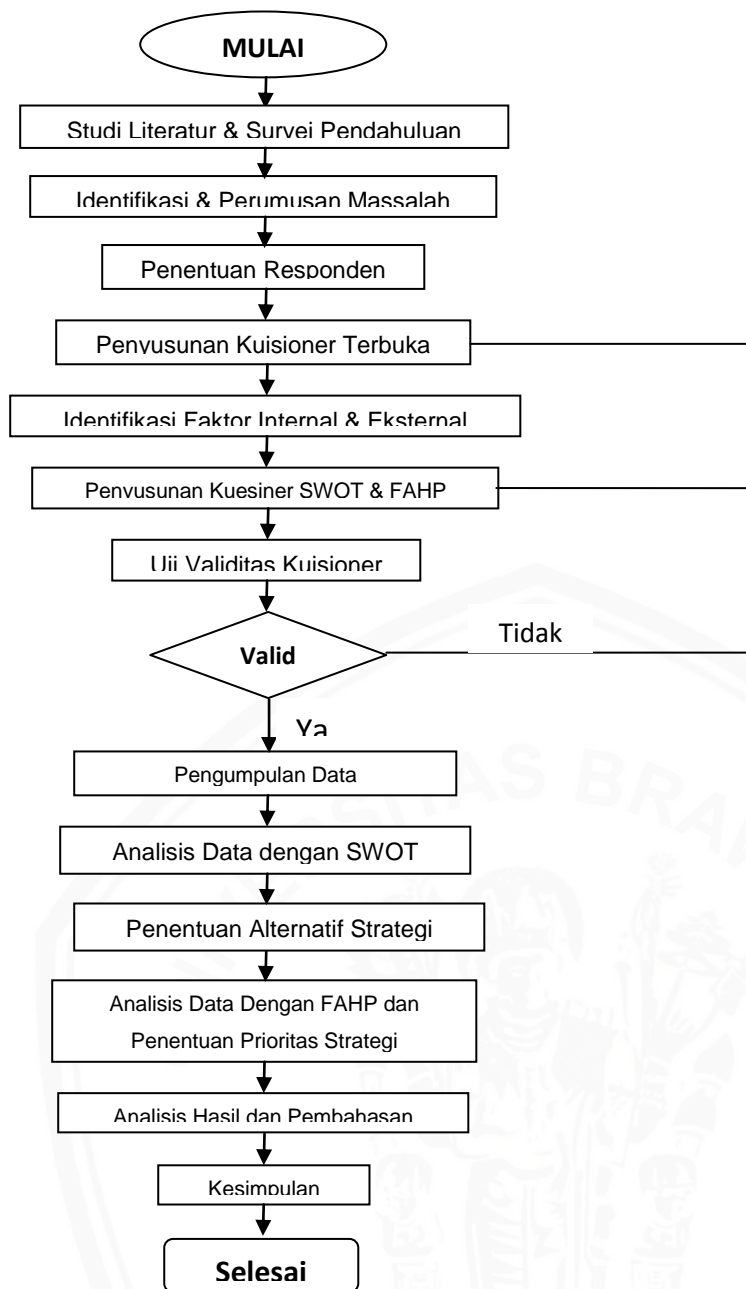 MULAI
Studi Literatur & Survei Pendahuluan
Identifikasi & Perumusan Massalah
Penentuan Responden
Penyusunan Kuisioner Terbuka
Identifikasi Faktor Internal & Eksternal
Penyusunan Kuesiner SWOT & FAHP
Uji Validitas Kuisioner
Tidak
Valid
Ya
Pengumpulan Data
Analisis Data dengan SWOT
Penentuan Alternatif Strategi
Analisis Data Dengan FAHP dan
Penentuan Prioritas Strategi
Analisis Hasil dan Pembahasan
Kesimpulan
Selesai